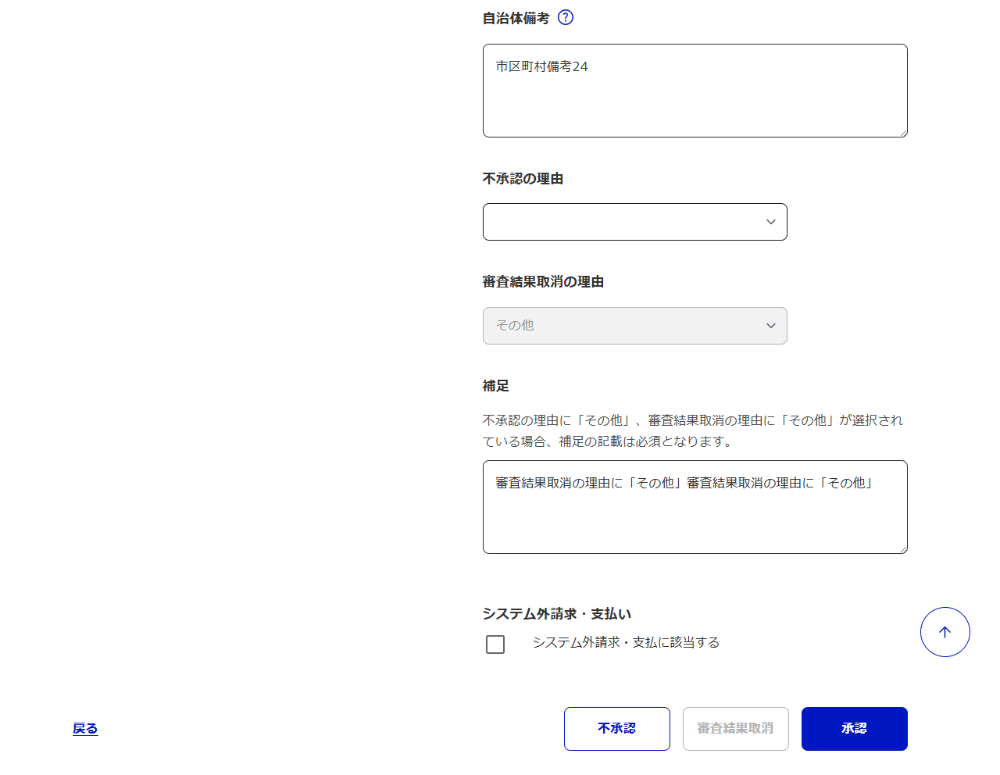 自治体備考
市区町村備考24
不承認の理由
審査結果取消の理由
その他
補足
不承認の理由に「その他」、審査結果取消の理由に「その他」が選択され
ている場合、補足の記載は必須となります。
審査結果取消の理由に「その他」審査結果取消の理由に「その他」
システム外請求・支払い
システム外請求・支払に該当する
戻る
不承認
審査結果取消
承認